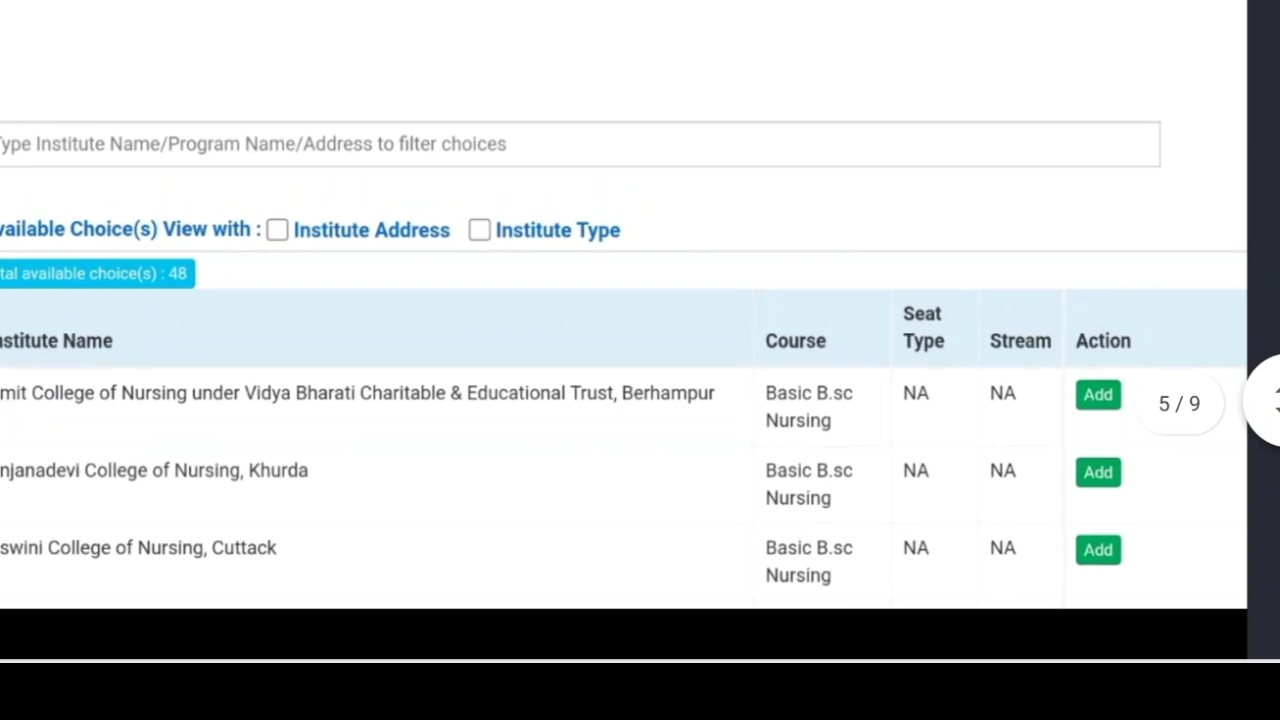 Type Institute Name/Program Name/Address to filter choices
vailable Choice(s) View with : Institute Address Institute Type
tal available choice(s) : 48
nstitute Name Course Seat Type Stream Action
mit College of Nursing under Vidya Bharati Charitable & Educational Trust, Berhampur Basic B.sc Nursing NA NA Add
5 / 9
njanadevi College of Nursing, Khurda Basic B.sc Nursing NA NA Add
swini College of Nursing, Cuttack Basic B.sc Nursing NA NA Add